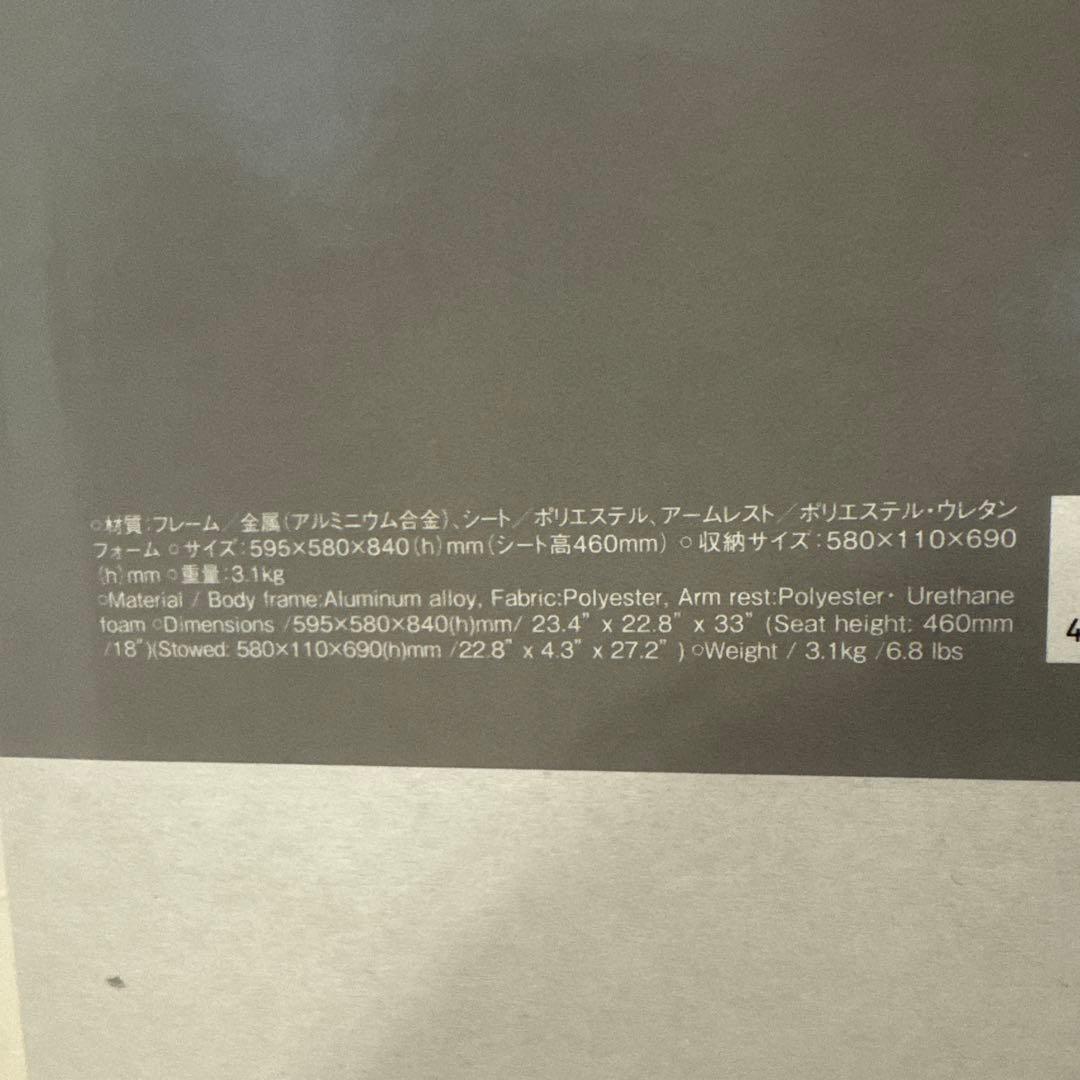 ○材質:フレーム／金属(アルミニウム合金)、シート／ポリエステル、アームレスト／ポリエステル・ウレタン
フォーム ○サイズ:595×580×840(h)mm(シート高460mm) ○収納サイズ:580×110×690
(h)mm ○重量:3.1kg
○Material / Body frame:Aluminum alloy, Fabric:Polyester, Arm rest:Polyester・ Urethane
foam ○Dimensions /595×580×840(h)mm/ 23.4” x 22.8” x 33” (Seat height: 460mm
/18”)(Stowed: 580×110×690(h)mm /22.8” x 4.3” x 27.2” ) ○Weight / 3.1kg /6.8 lbs
4